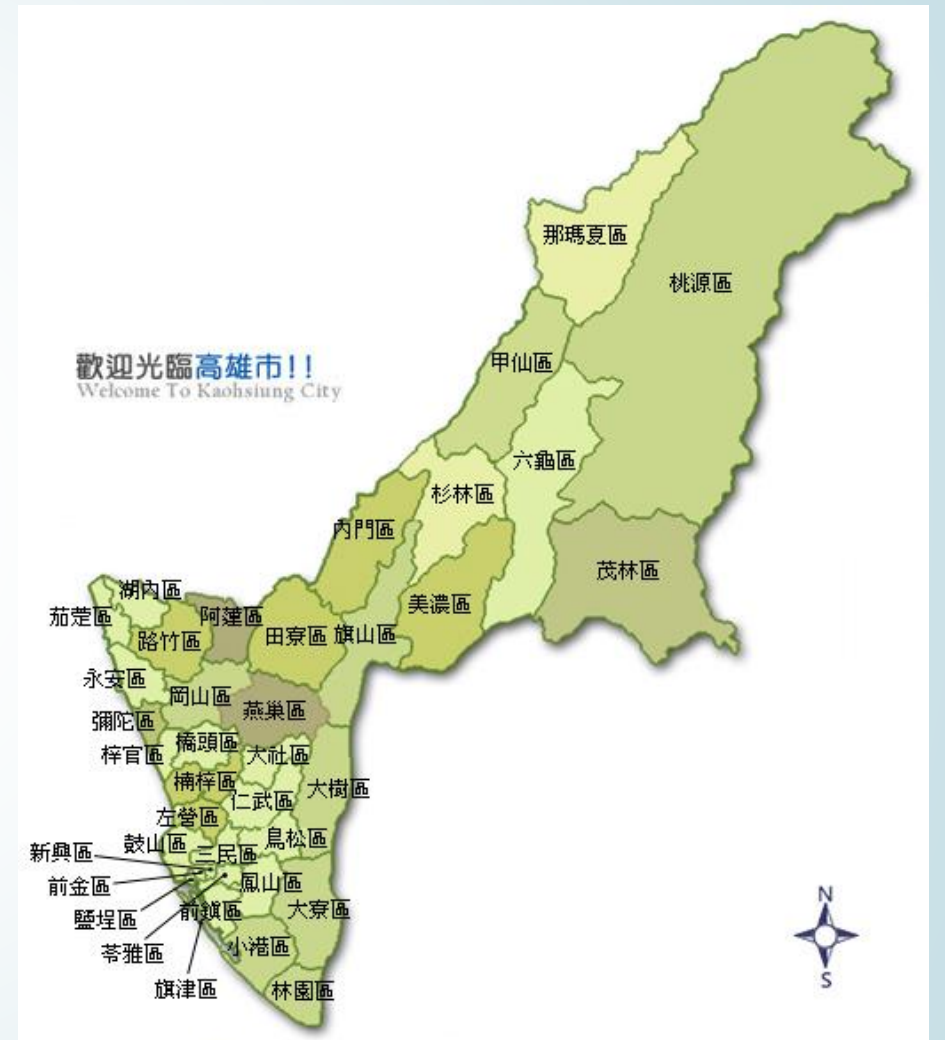 那瑪夏區
桃源區
歡迎光臨高雄市!!
Welcome To Kaohsiung City
甲仙區
六龜區
杉林區
內門區
茂林區
湖內區
美濃區
茄萣區
阿蓮區
路竹區
田寮區
旗山區
永安區
岡山區
燕巢區
彌陀區
橋頭區
梓官區
大社區
楠梓區
大樹區
仁武區
左營區
鼓山區
鳥松區
新興區
三民區
前金區
鳳山區
鹽埕區
前鎮區
大寮區
苓雅區
小港區
旗津區
林園區
N
S